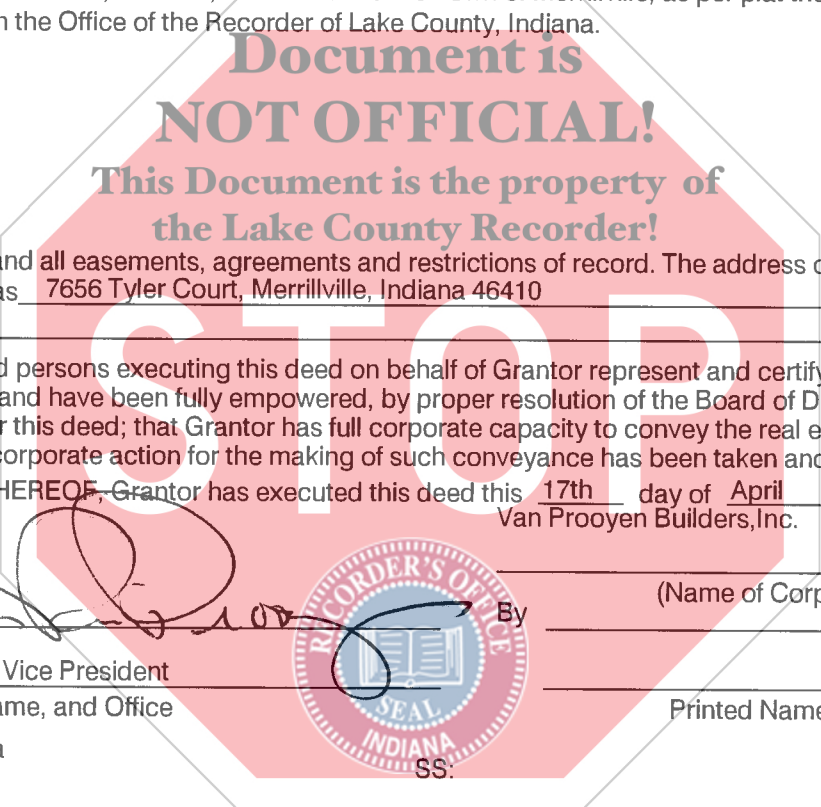 n the Office of the Recorder of Lake County, Indiana.
Document is
NOT OFFICIAL!
This Document is the property of
the Lake County Recorder!
and all easements, agreements and restrictions of record. The address o
as 7656 Tyler Court, Merrillville, Indiana 46410
STOP
d persons executing this deed on behalf of Grantor represent and certify
and have been fully empowered, by proper resolution of the Board of D
r this deed; that Grantor has full corporate capacity to convey the real e
corporate action for the making of such conveyance has been taken and
HEREOF, Grantor has executed this deed this 17th day of April
Van Prooyen Builders,Inc.
(Name of Corp
By
Vice President
ame, and Office
Printed Name
a
SS:
RECORDER'S OFFICE
SEAL
INDIANA